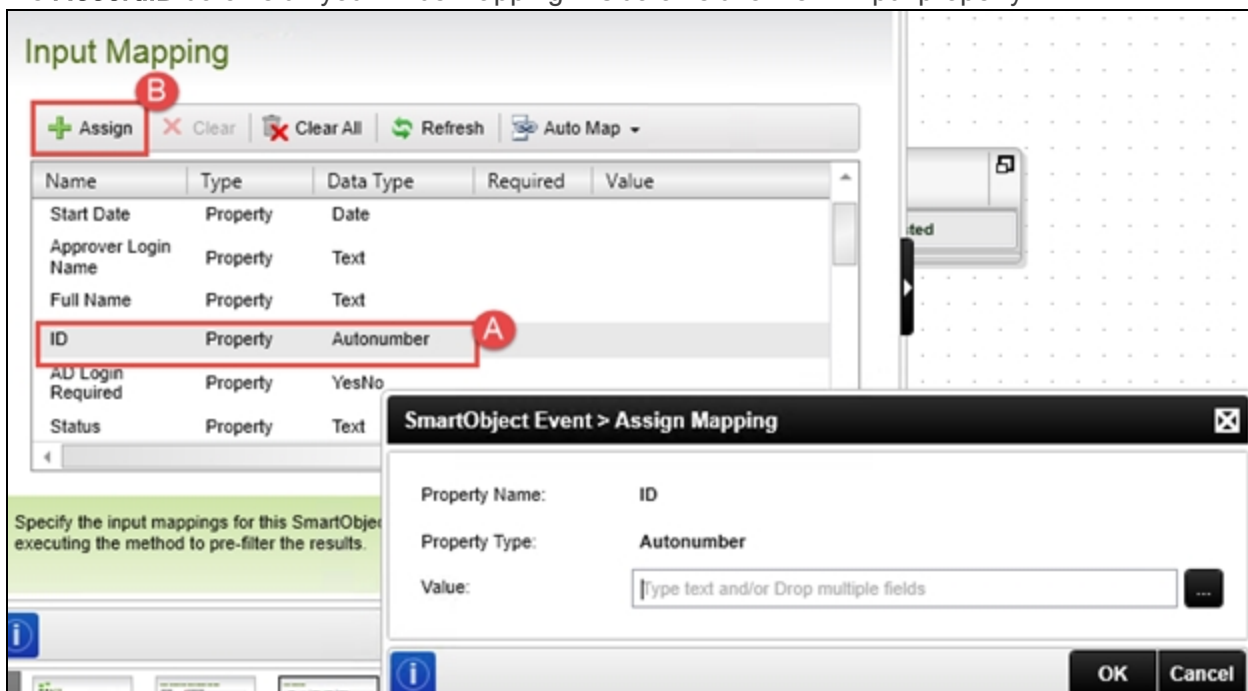 Input Mapping
B
Assign Clear Clear All Refresh Auto Map
Name Type Data Type Required Value
Start Date Property Date
Approver Login Name Property Text
Full Name Property Text
ID Property Autonumber
A
AD Login Required Property YesNo
Status Property Text
SmartObject Event > Assign Mapping
Property Name: ID
Property Type: Autonumber
Value: Type text and/or Drop multiple fields
...
Specify the input mappings for this
executing the method to pre-filter the results.
OK Cancel